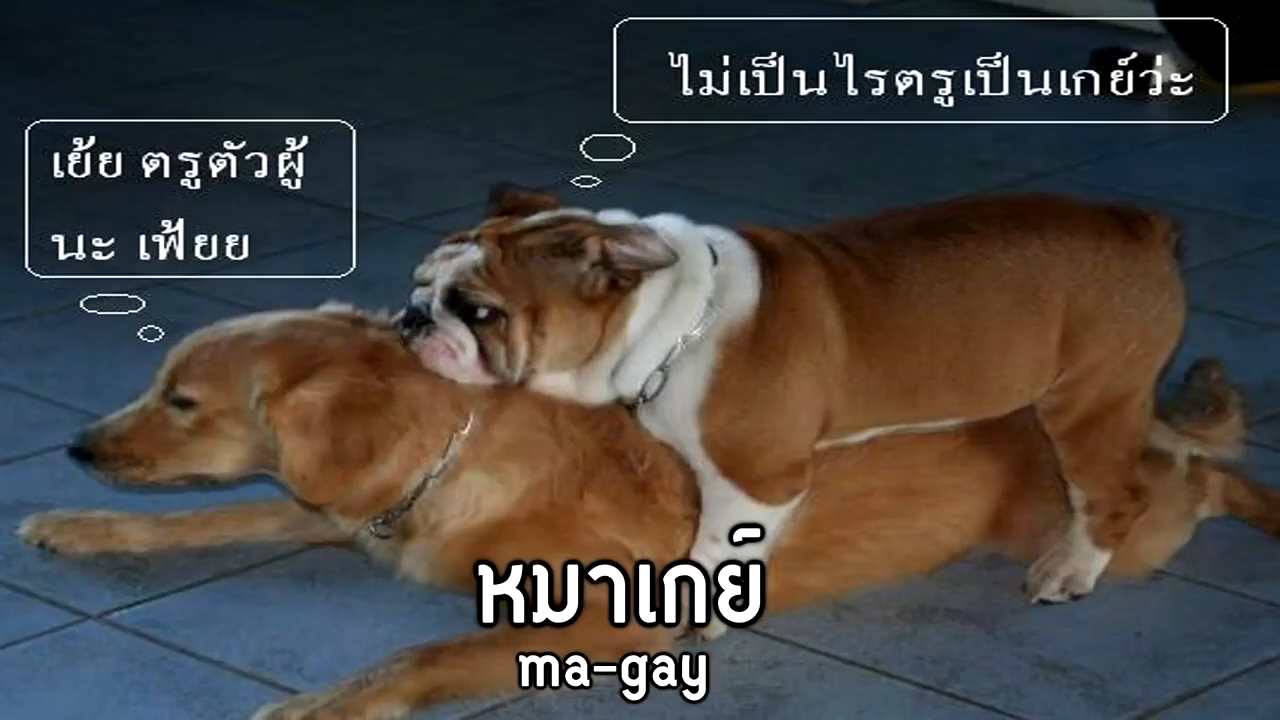 ไม่เป็นไรตรูเป็นเกย์ว่ะ
เย้ย ตรูตัวผู้
นะ เฟ้ยย
หมาเกย์
ma-gay